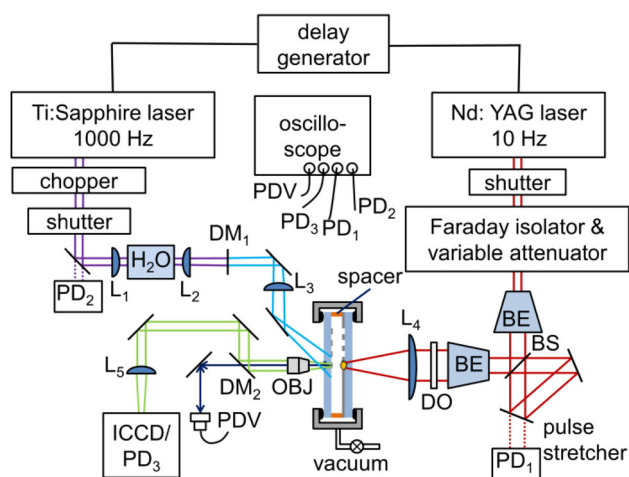 delay
generator
Ti:Sapphire laser
1000 Hz
Nd: YAG laser
10 Hz
oscillo-
scope
chopper
shutter
PDV
PD₃
PD₁
PD₂
shutter
Faraday isolator &
variable attenuator
DM₁
H₂O
L₁
L₂
PD₂
L₃
spacer
L₄
BE
BS
BE
DO
L₅
DM₂
OBJ
PDV
ICCD/
PD₃
vacuum
pulse
stretcher
PD₁